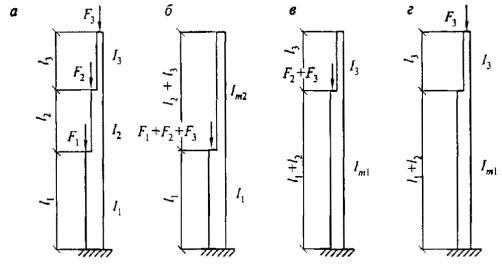 а
F3
l3
F2
I3
l2
F1
I2
l1
I1
б
l2 + l3
Im2
F1+F2+F3
l1
I1
в
l3
F2+F3
I3
l1+l2
Im1
г
F3
l3
I3
l1+l2
Im1